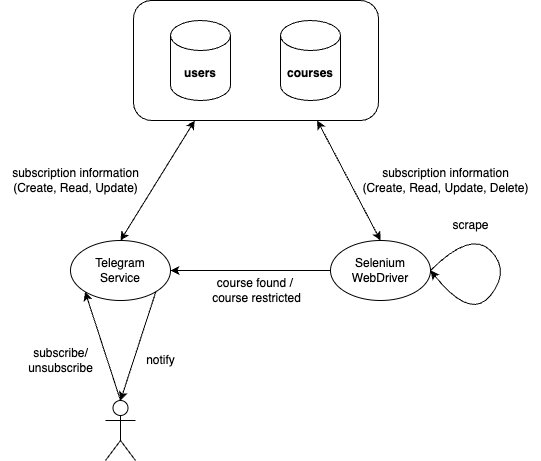 users
courses
subscription information
(Create, Read, Update)
subscription information
(Create, Read, Update, Delete)
scrape
Telegram
Service
Selenium
WebDriver
course found /
course restricted
subscribe/
unsubscribe
notify